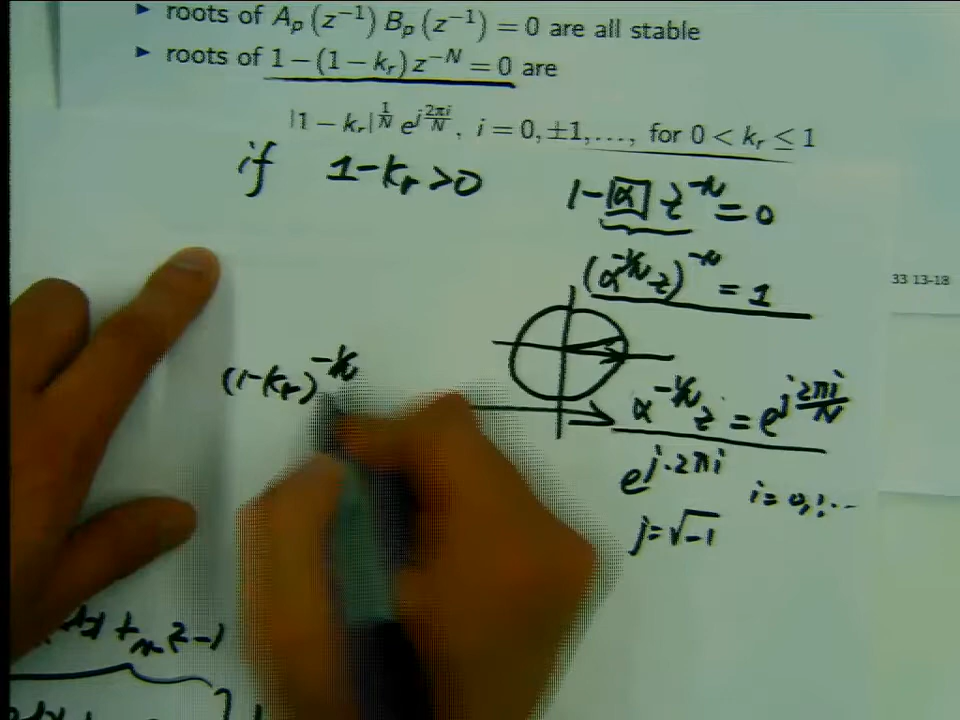 ▶ roots of A_p(z^{-1}) B_p(z^{-1}) = 0 are all stable
▶ roots of 1 − (1 − k_r) z^{−N} = 0 are
|1 − k_r|^{1/N} e^{j 2πi/N}, i = 0, ±1, ..., for 0 < k_r ≤ 1
if 1 − k_r > 0
1 − α z^{−N} = 0
(α^{−1/N} z)^{−N} = 1
33 13-18
(1 − k_r)^{−1/N}
α^{−1/N} z = e^{j 2πi/N}
e^{j·2πi}
i = 0, 1 ...
j = √−1